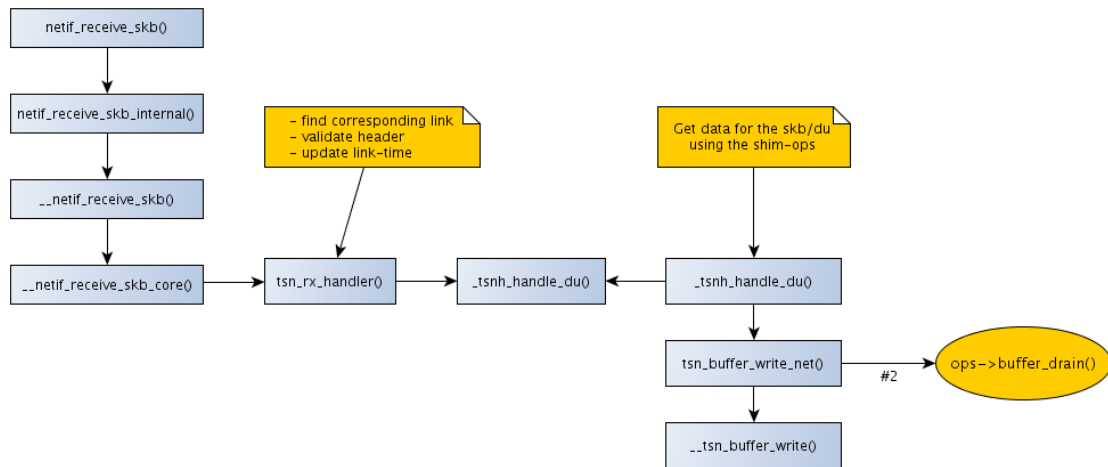 netif_receive_skb()
netif_receive_skb_internal()
__netif_receive_skb()
__netif_receive_skb_core()
- find corresponding link
- validate header
- update link-time
tsn_rx_handler()
_tsnh_handle_du()
Get data for the skb/du
using the shim-ops
_tsnh_handle_du()
tsn_buffer_write_net()
#2
ops->buffer_drain()
__tsn_buffer_write()